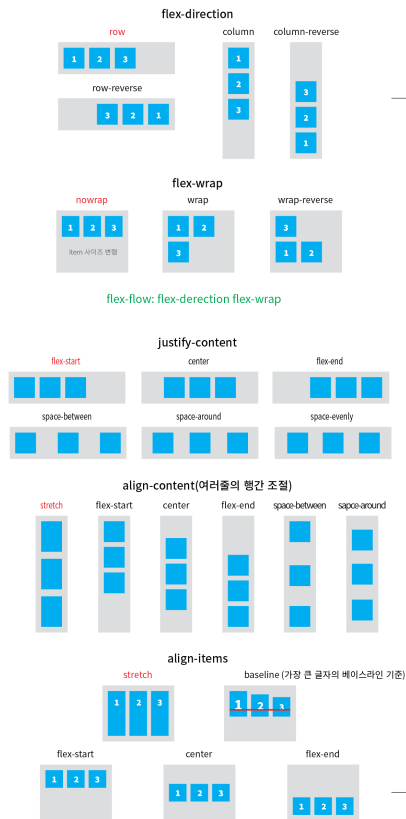 flex-direction
row
column
column-reverse
1 2 3
row-reverse
3 2 1
1
2
3
3
2
1
flex-wrap
nowrap
wrap
wrap-reverse
1 2 3
item 사이즈 변형
1 2
3
3
1 2
flex-flow: flex-derection flex-wrap
justify-content
flex-start
center
flex-end
space-between
space-around
space-evenly
align-content(여러줄의 행간 조절)
stretch
flex-start
center
flex-end
space-between
sapce-around
align-items
stretch
baseline (가장 큰 글자의 베이스라인 기준)
1 2 3
1 2 3
flex-start
center
flex-end
1 2 3
1 2 3
1 2 3